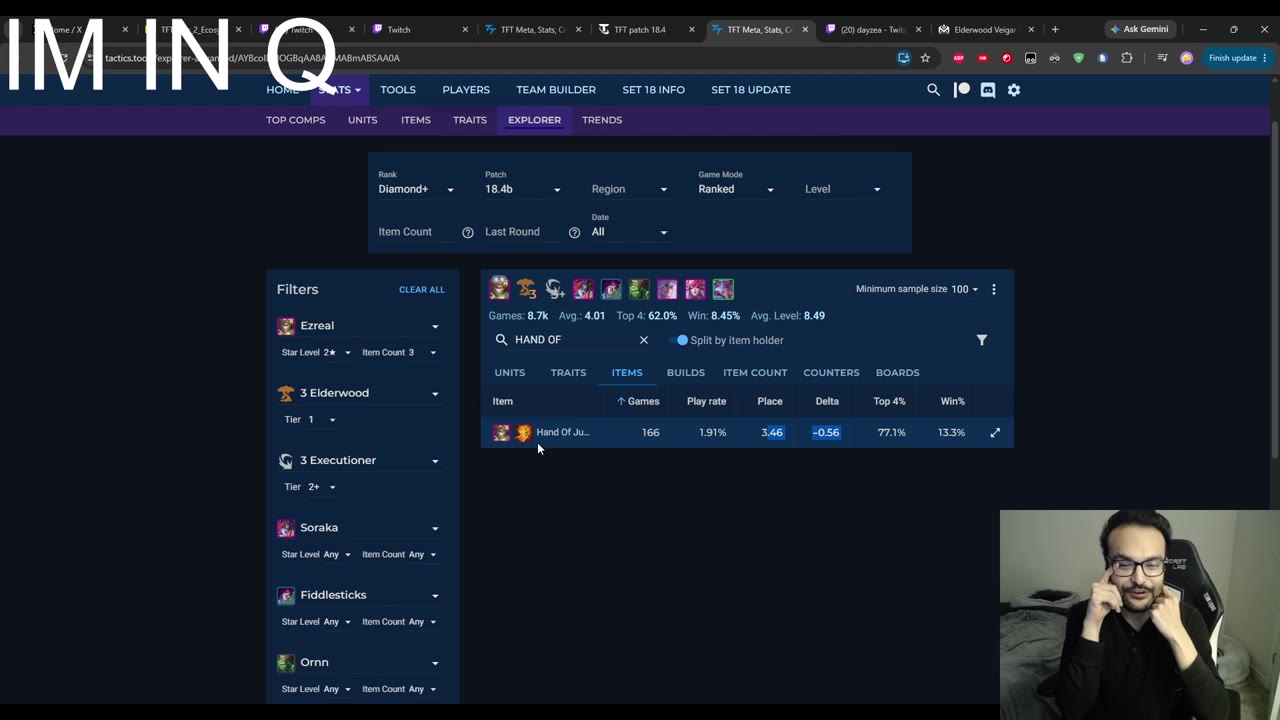 IM IN Q
ome / X
TFT
2_Ecosy
Twitch
Twitch
TFT Meta, Stats, C
TFT patch 18.4
TFT Meta, Stats, Co
(20) dayzea - Twitc
Elderwood Veigar
Ask Gemini
Finish update
HOME
STATS
TOOLS
PLAYERS
TEAM BUILDER
SET 18 INFO
SET 18 UPDATE
TOP COMPS
UNITS
ITEMS
TRAITS
EXPLORER
TRENDS
Rank
Diamond+
Patch
18.4b
Region
Game Mode
Ranked
Level
Item Count
Last Round
Date
All
Filters
CLEAR ALL
Ezreal
Star Level 2★ Item Count 3
3 Elderwood
Tier 1
3 Executioner
Tier 2+
Soraka
Star Level Any Item Count Any
Fiddlesticks
Star Level Any Item Count Any
Ornn
Star Level Any Item Count Any
3
3+
Minimum sample size 100
Games: 8.7k Avg.: 4.01 Top 4: 62.0% Win: 8.45% Avg. Level: 8.49
HAND OF
Split by item holder
UNITS
TRAITS
ITEMS
BUILDS
ITEM COUNT
COUNTERS
BOARDS
Item Games Play rate Place Delta Top 4% Win%
Hand Of Ju... 166 1.91% 3.46 −0.56 77.1% 13.3%